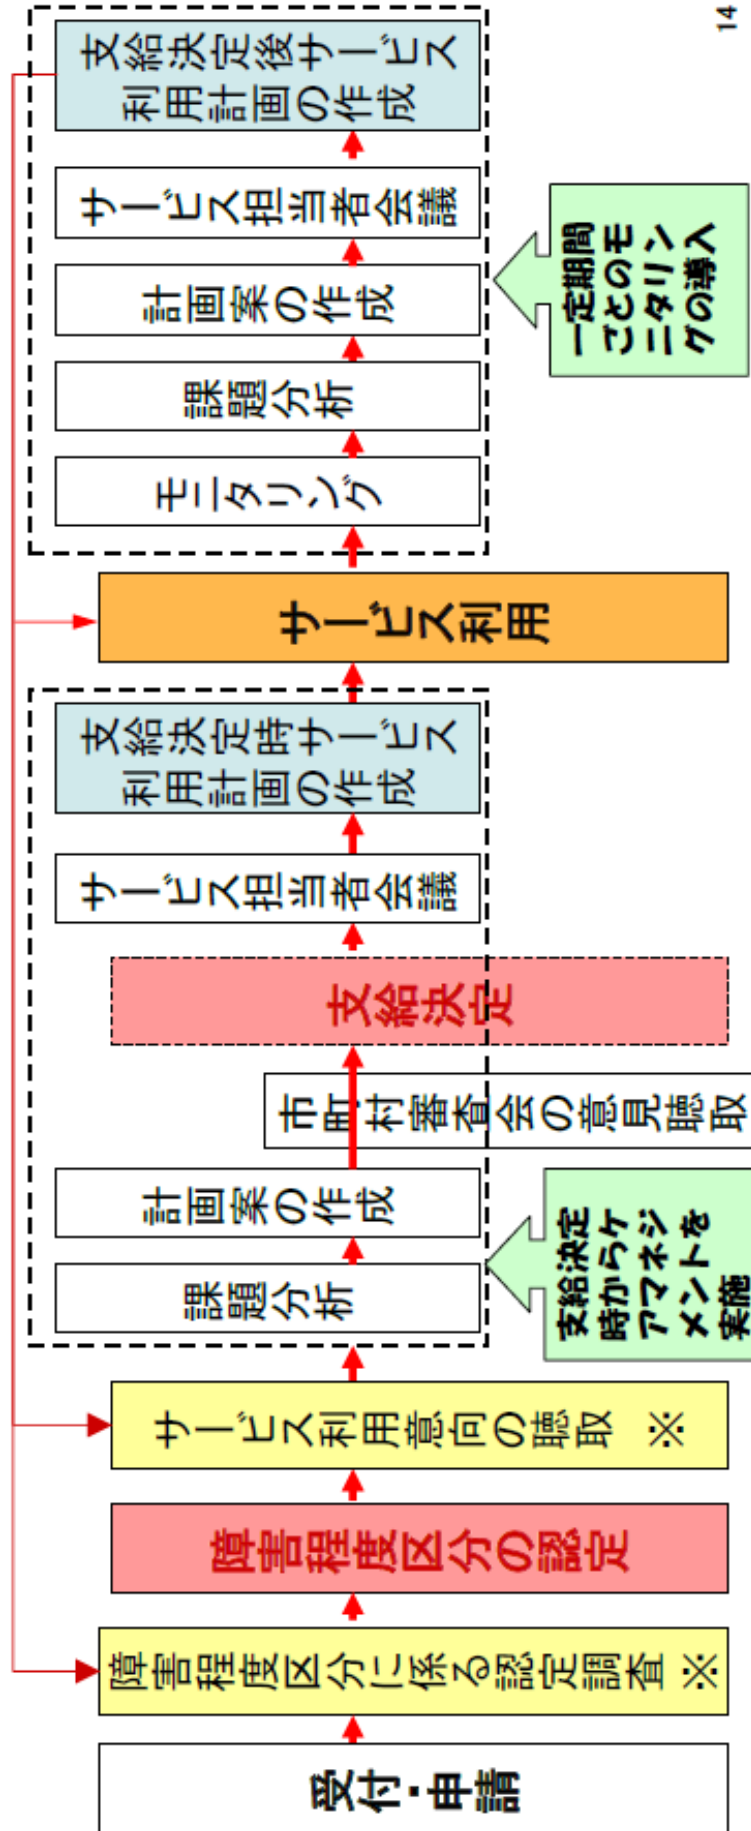 受付・申請
障害程度区分に係る認定調査 ※
障害程度区分の認定
サービス利用意向の聴取 ※
課題分析
計画案の作成
支給決定
時からケ
アマネジ
メントを
実施
市町村審査会の意見聴取
支給決定
サービス担当者会議
支給決定時サービス
利用計画の作成
サービス利用
モニタリング
課題分析
計画案の作成
サービス担当者会議
支給決定後サービス
利用計画の作成
一定期間
ごとのモ
ニタリン
グの導入
14